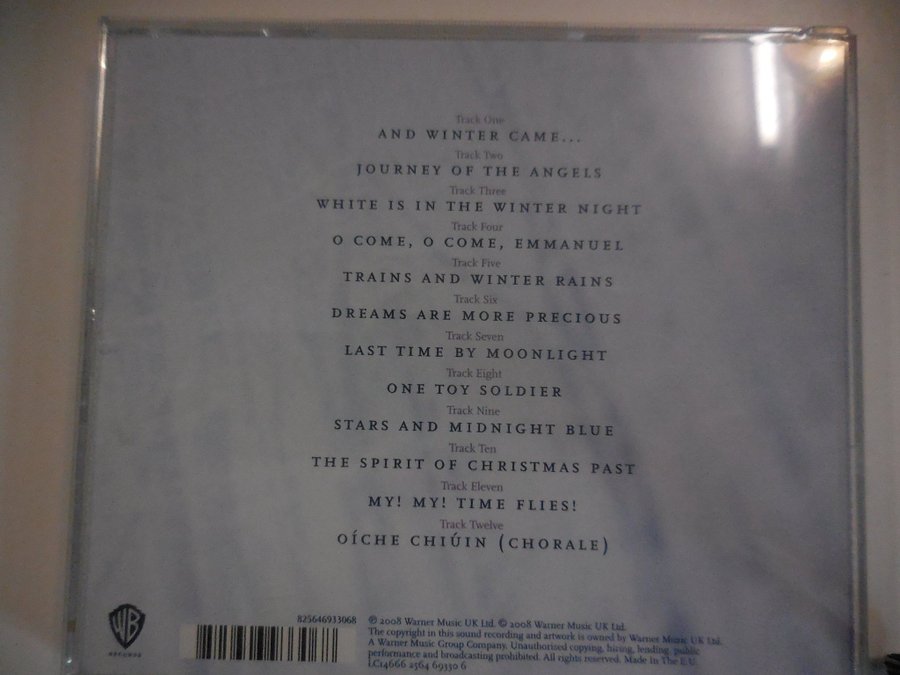 Track One
AND WINTER CAME...
Track Two
JOURNEY OF THE ANGELS
Track Three
WHITE IS IN THE WINTER NIGHT
Track Four
O COME, O COME, EMMANUEL
Track Five
TRAINS AND WINTER RAINS
Track Six
DREAMS ARE MORE PRECIOUS
Track Seven
LAST TIME BY MOONLIGHT
Track Eight
ONE TOY SOLDIER
Track Nine
STARS AND MIDNIGHT BLUE
Track Ten
THE SPIRIT OF CHRISTMAS PAST
Track Eleven
MY! MY! TIME FLIES!
Track Twelve
OÍCHE CHIÚIN (CHORALE)
WB
RECORDS
825646933068
℗ 2008 Warner Music UK Ltd. © 2008 Warner Music UK Ltd.
The copyright in this sound recording and artwork is owned by Warner Music UK Ltd.
A Warner Music Group Company. Unauthorized copying, hiring, lending, public
performance and broadcasting prohibited. All rights reserved. Made In The E.U.
LC14666 2564 69330 6